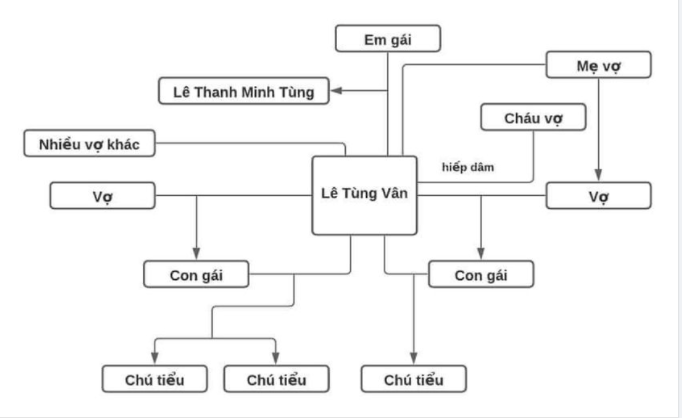 Em gái
Mẹ vợ
Lê Thanh Minh Tùng
Cháu vợ
Nhiều vợ khác
hiếp dâm
Lê Tùng Vân
Vợ
Vợ
Con gái
Con gái
Chú tiểu
Chú tiểu
Chú tiểu